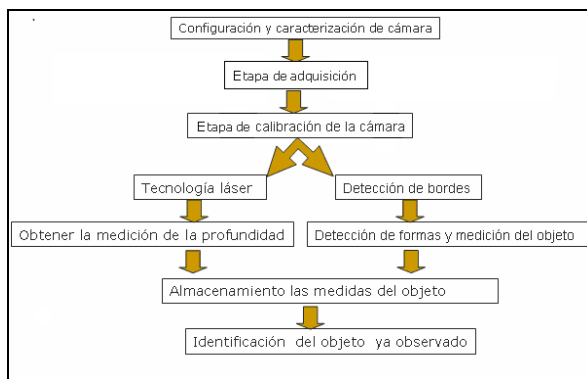 Configuración y caracterización de cámara
Etapa de adquisición
Etapa de calibración de la cámara
Tecnología láser
Detección de bordes
Obtener la medición de la profundidad
Detección de formas y medición del objeto
Almacenamiento las medidas del objeto
Identificación del objeto ya observado